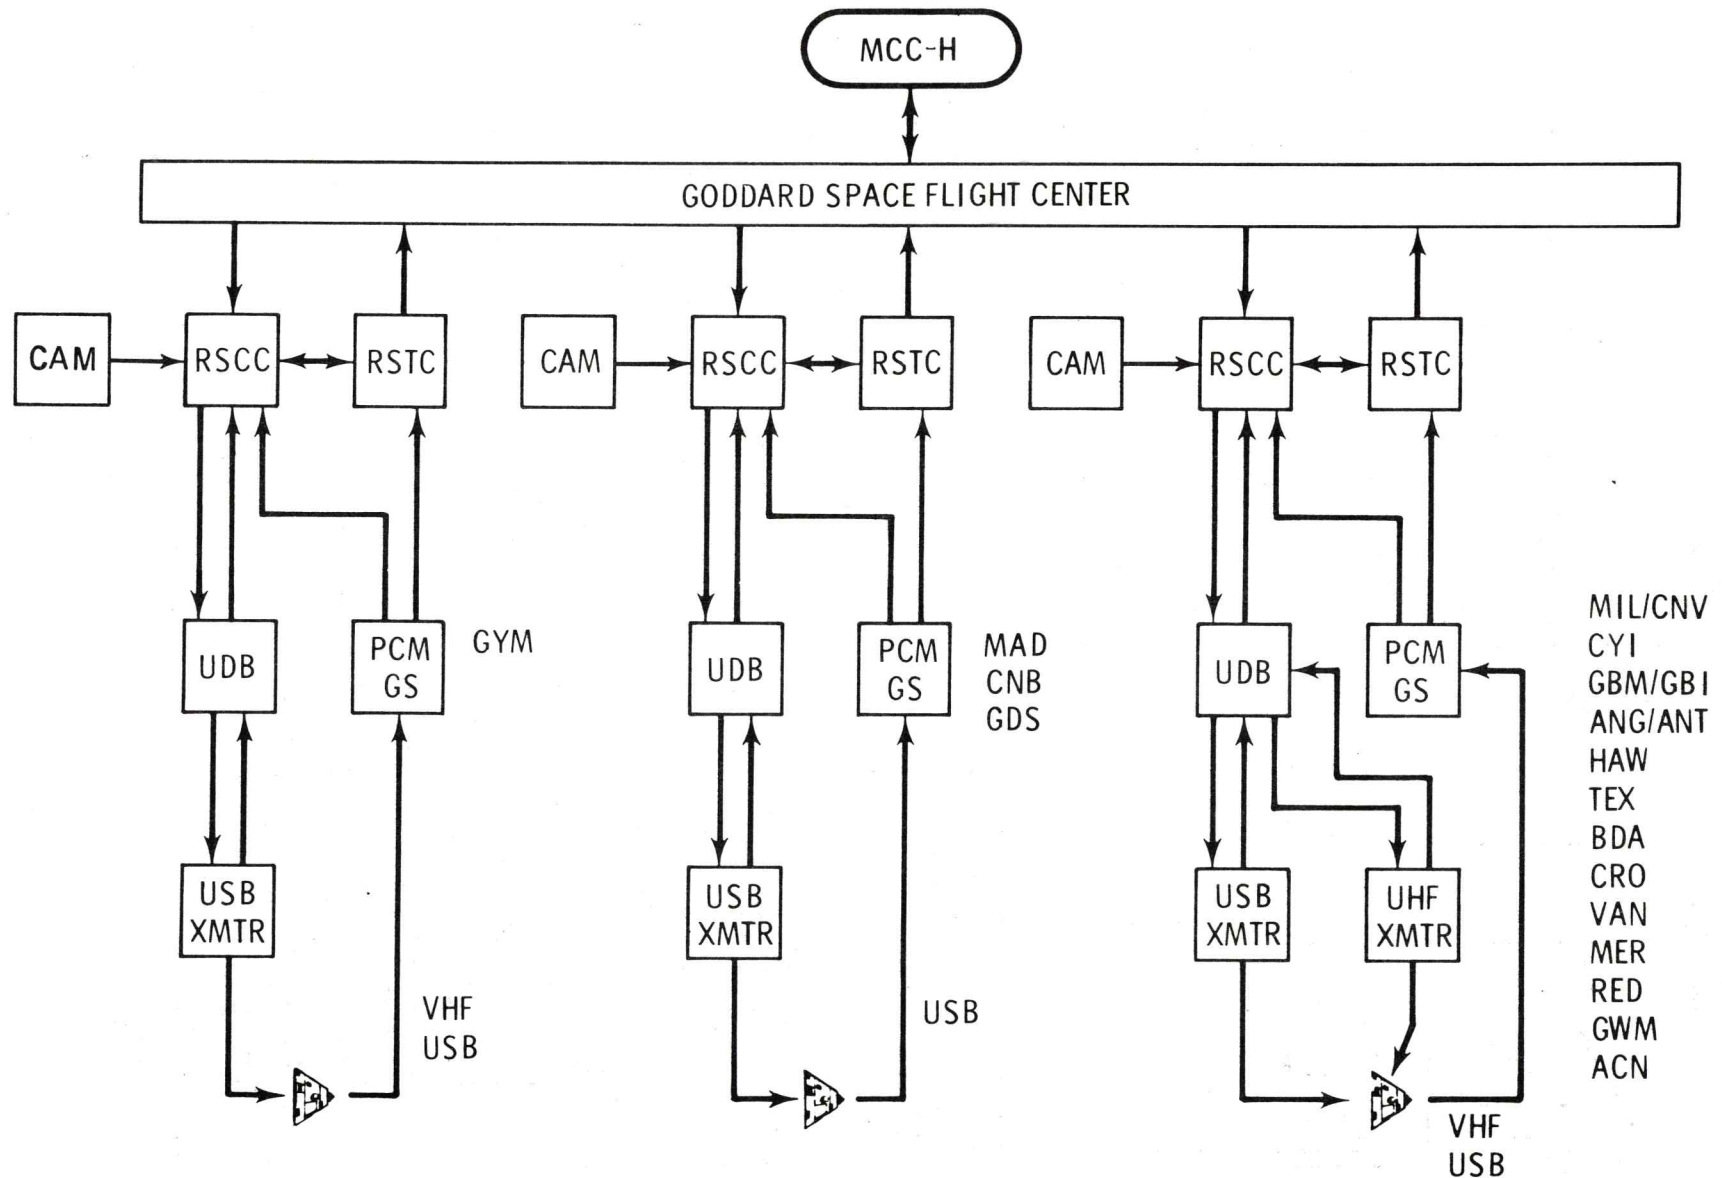 MCC-H
GODDARD SPACE FLIGHT CENTER
CAM
RSCC
RSTC
UDB
PCM
GS
GYM
USB
XMTR
VHF
USB
CAM
RSCC
RSTC
UDB
PCM
GS
MAD
CNB
GDS
USB
XMTR
USB
CAM
RSCC
RSTC
UDB
PCM
GS
USB
XMTR
UHF
XMTR
VHF
USB
MIL/CNV
CYI
GBM/GBI
ANG/ANT
HAW
TEX
BDA
CRO
VAN
MER
RED
GWM
ACN